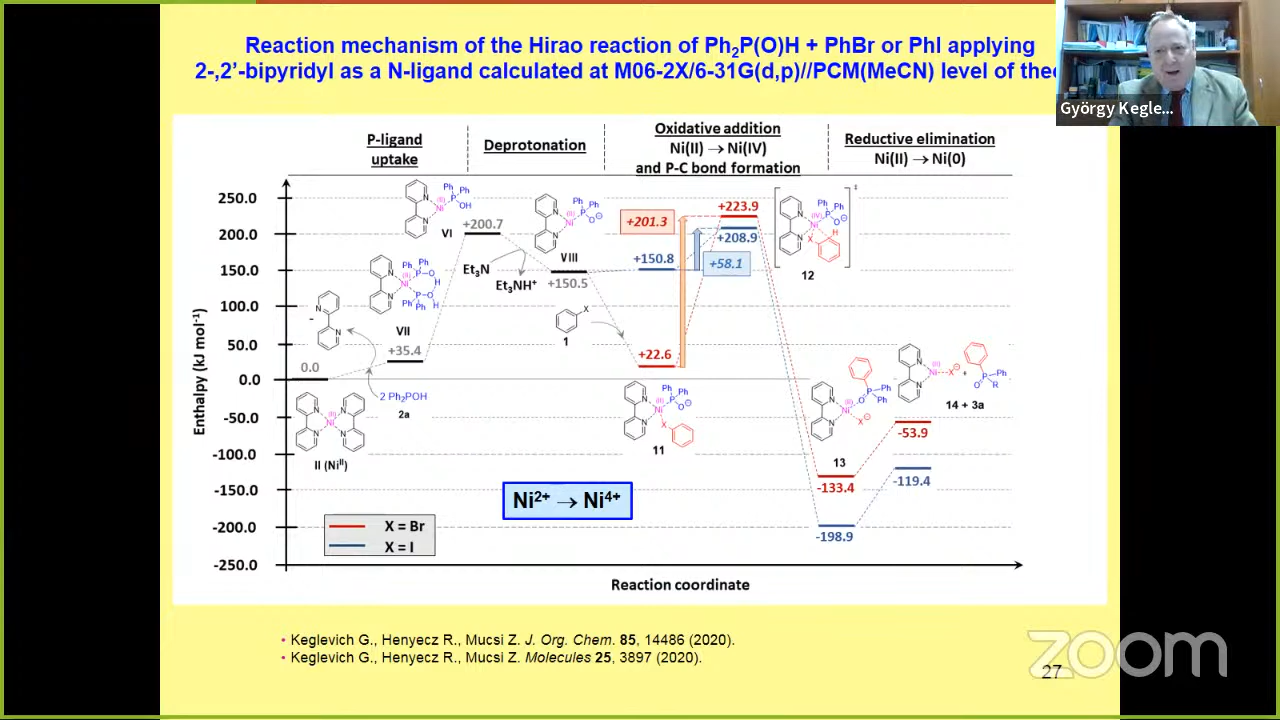 Reaction mechanism of the Hirao reaction of Ph2P(O)H + PhBr or PhI applying
2-,2'-bipyridyl as a N-ligand calculated at M06-2X/6-31G(d,p)//PCM(MeCN) level of theo
György Kegle...
P-ligand
uptake
Deprotonation
Oxidative addition
Ni(II) → Ni(IV)
and P-C bond formation
Reductive elimination
Ni(II) → Ni(0)
Enthalpy (kJ mol-1)
250.0
200.0
150.0
100.0
50.0
0.0
-50.0
-100.0
-150.0
-200.0
-250.0
0.0
II (NiII)
2 Ph2POH
2a
VII
+35.4
VI
+200.7
Et3N
Et3NH+
VIII
+150.5
1
+150.8
+22.6
11
+201.3
+58.1
+223.9
+208.9
12
13
-133.4
-198.9
14 + 3a
-53.9
-119.4
Ni2+ → Ni4+
X = Br
X = I
Reaction coordinate
• Keglevich G., Henyecz R., Mucsi Z. J. Org. Chem. 85, 14486 (2020).
• Keglevich G., Henyecz R., Mucsi Z. Molecules 25, 3897 (2020).
zoom
27